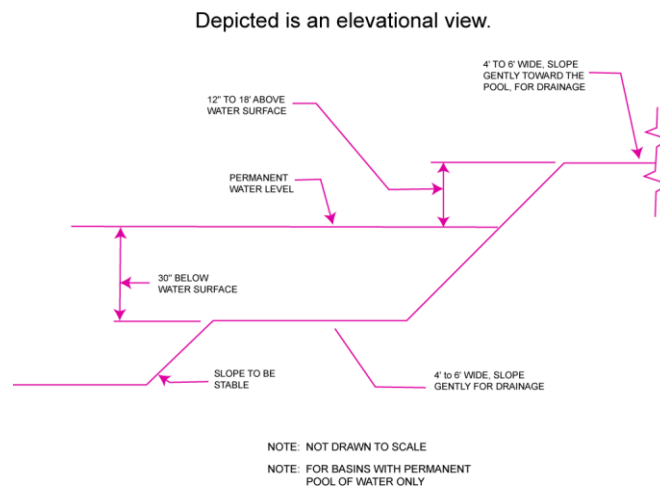 Depicted is an elevational view.
4' TO 6' WIDE, SLOPE
GENTLY TOWARD THE
POOL, FOR DRAINAGE
12" TO 18' ABOVE
WATER SURFACE
PERMANENT
WATER LEVEL
30" BELOW
WATER SURFACE
SLOPE TO BE
STABLE
4' to 6' WIDE, SLOPE
GENTLY FOR DRAINAGE
NOTE: NOT DRAWN TO SCALE
NOTE: FOR BASINS WITH PERMANENT
POOL OF WATER ONLY